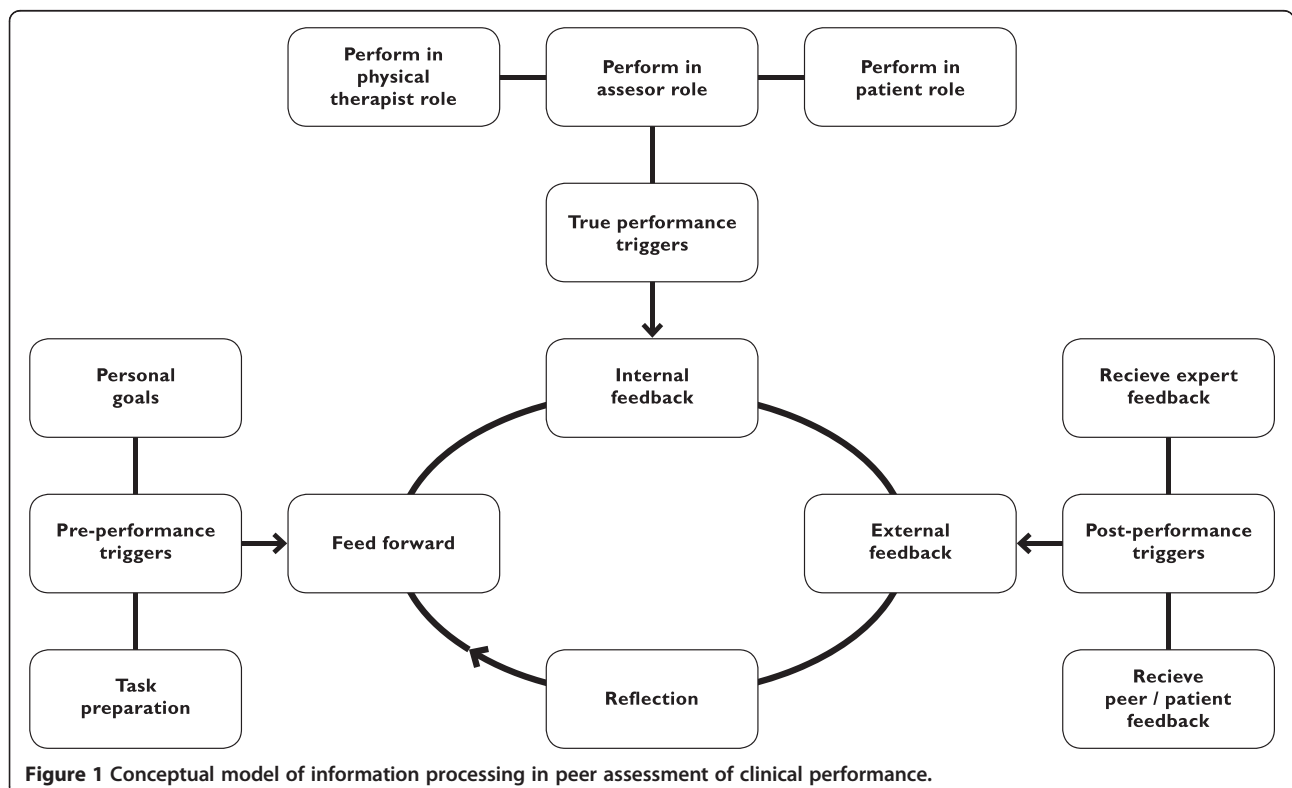 Perform in
physical
therapist role
Perform in
assesor role
Perform in
patient role
True performance
triggers
Personal
goals
Internal
feedback
Recieve expert
feedback
Pre-performance
triggers
Feed forward
External
feedback
Post-performance
triggers
Task
preparation
Reflection
Recieve
peer / patient
feedback
Figure 1 Conceptual model of information processing in peer assessment of clinical performance.